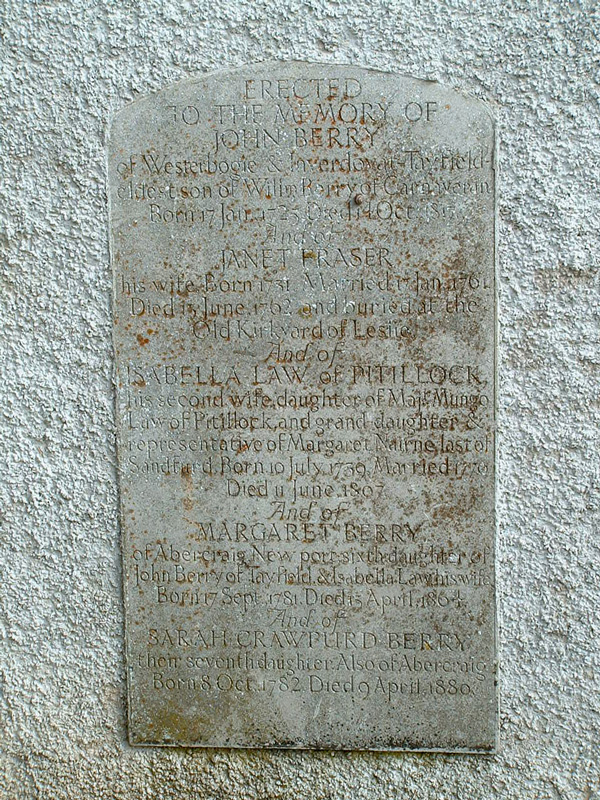 ERECTED
TO THE MEMORY OF
JOHN BERRY
of Westerbogie & Inverdovat-Tayfield-
eldest son of Willm Berry of Carn
Born 17 Jan. 1725. Died 14 Oct. 1817.
And of
JANET FRASER
his wife. Born 1731. Married 17 Jan. 1761.
Died 13 June, 1762, and buried at the
Old Kirkyard of Leslie.
And of
ISABELLA LAW of PITILLOCK,
his second wife, daughter of Majr. Mungo
Law of Pitillock, and grand daughter &
representative of Margaret Nairne, last of
Sandfurd. Born 10 July, 1739. Married 1770.
Died 11 June, 1807.
And of
MARGARET BERRY
of Abercraig, Newport, sixth daughter of
John Berry of Tayfield, & Isabella Law his wife
Born 17 Sept. 1781. Died 15 April, 1864.
And of
SARAH CRAWFURD BERRY
their seventh daughter. Also of Abercraig
Born 8 Oct. 1782. Died 9 April, 1880.